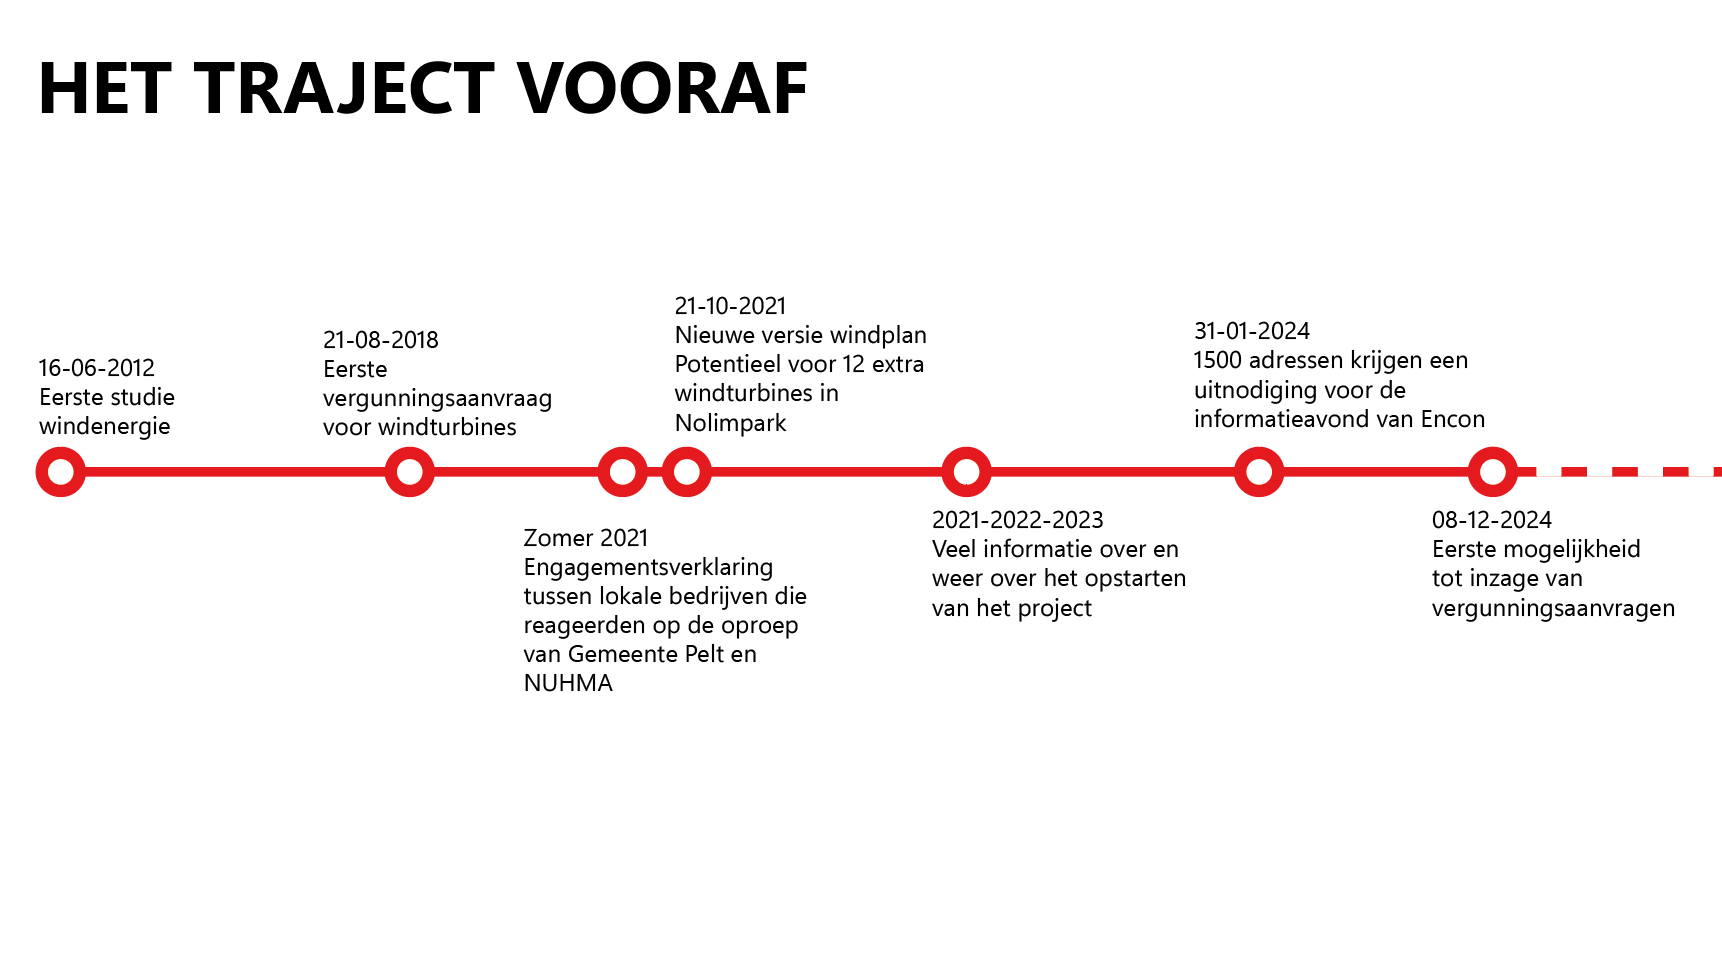 HET TRAJECT VOORAF
16-06-2012
Eerste studie
windenergie
21-08-2018
Eerste
vergunningsaanvraag
voor windturbines
Zomer 2021
Engagementsverklaring
tussen lokale bedrijven die
reageerden op de oproep
van Gemeente Pelt en
NUHMA
21-10-2021
Nieuwe versie windplan
Potentieel voor 12 extra
windturbines in
Nolimpark
2021-2022-2023
Veel informatie over en
weer over het opstarten
van het project
31-01-2024
1500 adressen krijgen een
uitnodiging voor de
informatieavond van Encon
08-12-2024
Eerste mogelijkheid
tot inzage van
vergunningsaanvragen